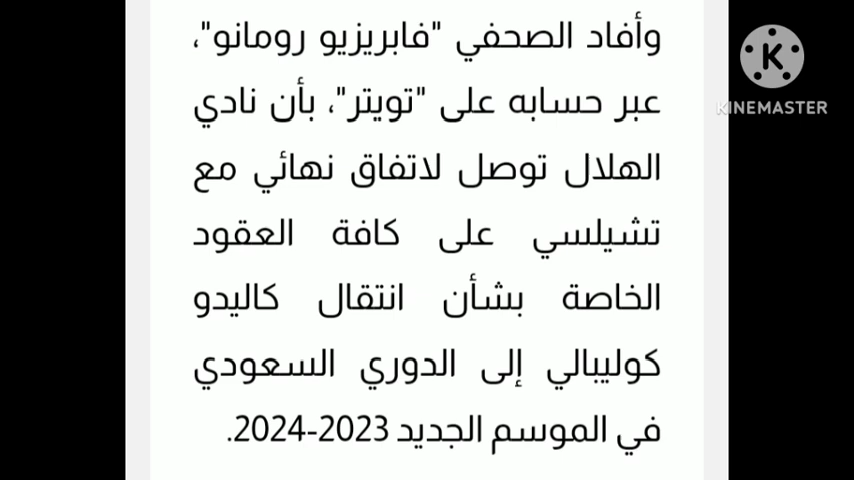 وأفاد الصحفي "فابريزيو رومانو"،
عبر حسابه على "تويتر"، بأن نادي
الهلال توصل لاتفاق نهائي مع
تشيلسي على كافة العقود
الخاصة بشأن انتقال كاليدو
كوليبالي إلى الدوري السعودي
في الموسم الجديد 2023-2024.
K
KINEMASTER